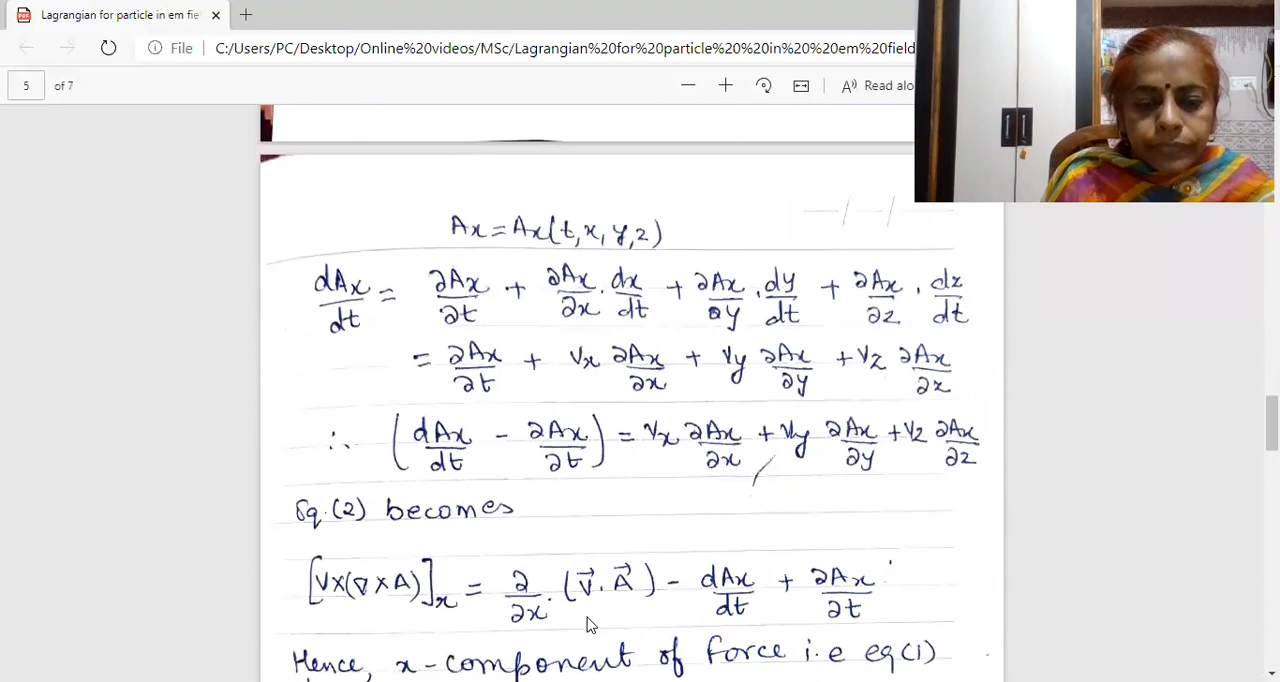 Lagrangian for particle in em fie
File C:/Users/PC/Desktop/Online%20videos/MSc/Lagrangian%20for%20particle%20%20in%20%20em%20field
5 of 7 Read alo
Ax = Ax(t, x, y, z)
dAx/dt = ∂Ax/∂t + ∂Ax/∂x . dx/dt + ∂Ax/∂y . dy/dt + ∂Ax/∂z . dz/dt
= ∂Ax/∂t + Vx ∂Ax/∂x + Vy ∂Ax/∂y + Vz ∂Ax/∂z
∴ (dAx/dt - ∂Ax/∂t) = Vx ∂Ax/∂x + Vy ∂Ax/∂y + Vz ∂Ax/∂z
Eq. (2) becomes
[V×(∇×A)]x = ∂/∂x . (V⃗.A⃗) - dAx/dt + ∂Ax/∂t
Hence, x-component of force i.e eq(1)